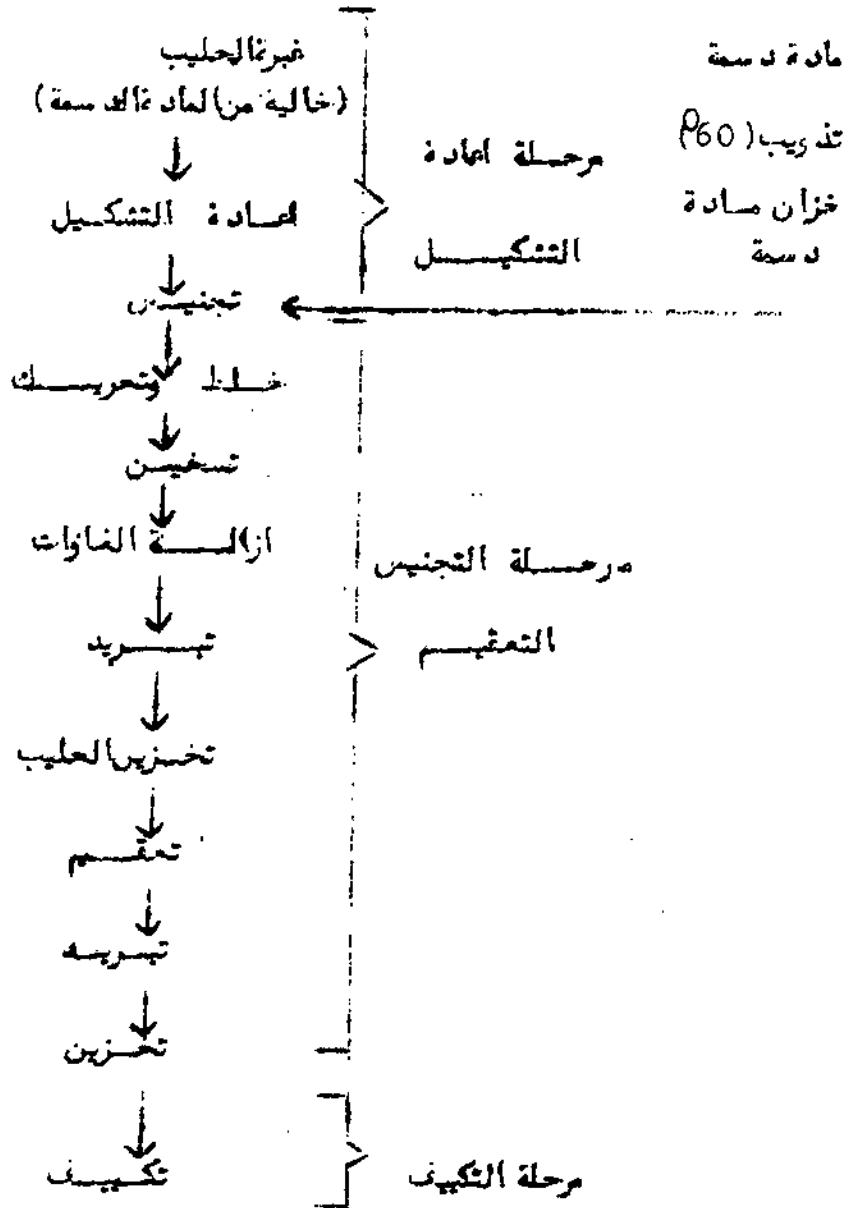 غبرة الحليب
(خالية من المادة الدسمة)
اعادة التشكيل
تجنيس
خلط وتحريك
تسخين
ازالة الغازات
تبريد
تخزين الحليب
تعقيم
تبريد
تخزين
تكييف
مرحلة اعادة
التشكيل
مرحلة التجنيس
التعقيم
مرحلة التكييف
مادة دسمة
تذويب (60م)
خزان مادة
دسمة